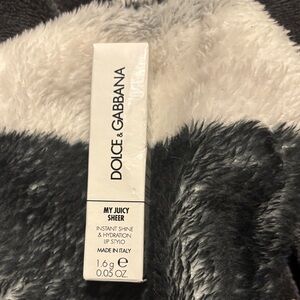 DOLCE & GABBANA
MY JUICY
SHEER
INSTANT SHINE
& HYDRATION
LIP STYLO
MADE IN ITALY
1.6 g ℮
0.05 OZ.